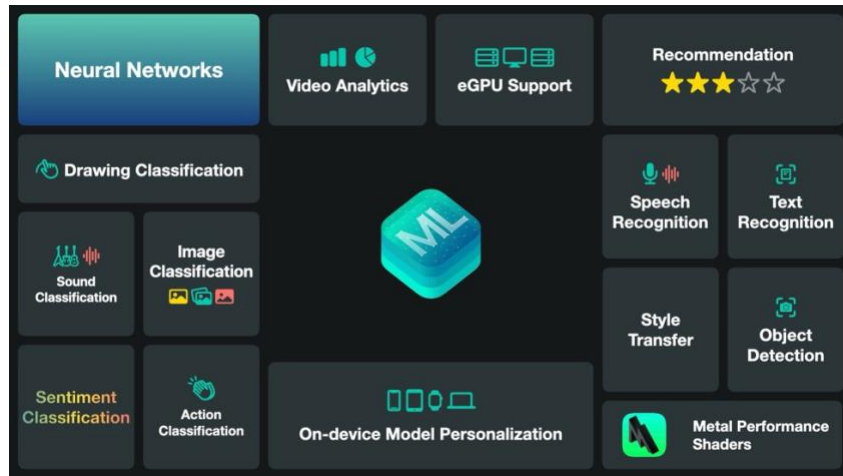 Neural Networks
Video Analytics
eGPU Support
Recommendation
Drawing Classification
ML
Speech
Recognition
Text
Recognition
Sound
Classification
Image
Classification
Style
Transfer
Object
Detection
Sentiment
Classification
Action
Classification
On-device Model Personalization
Metal Performance
Shaders